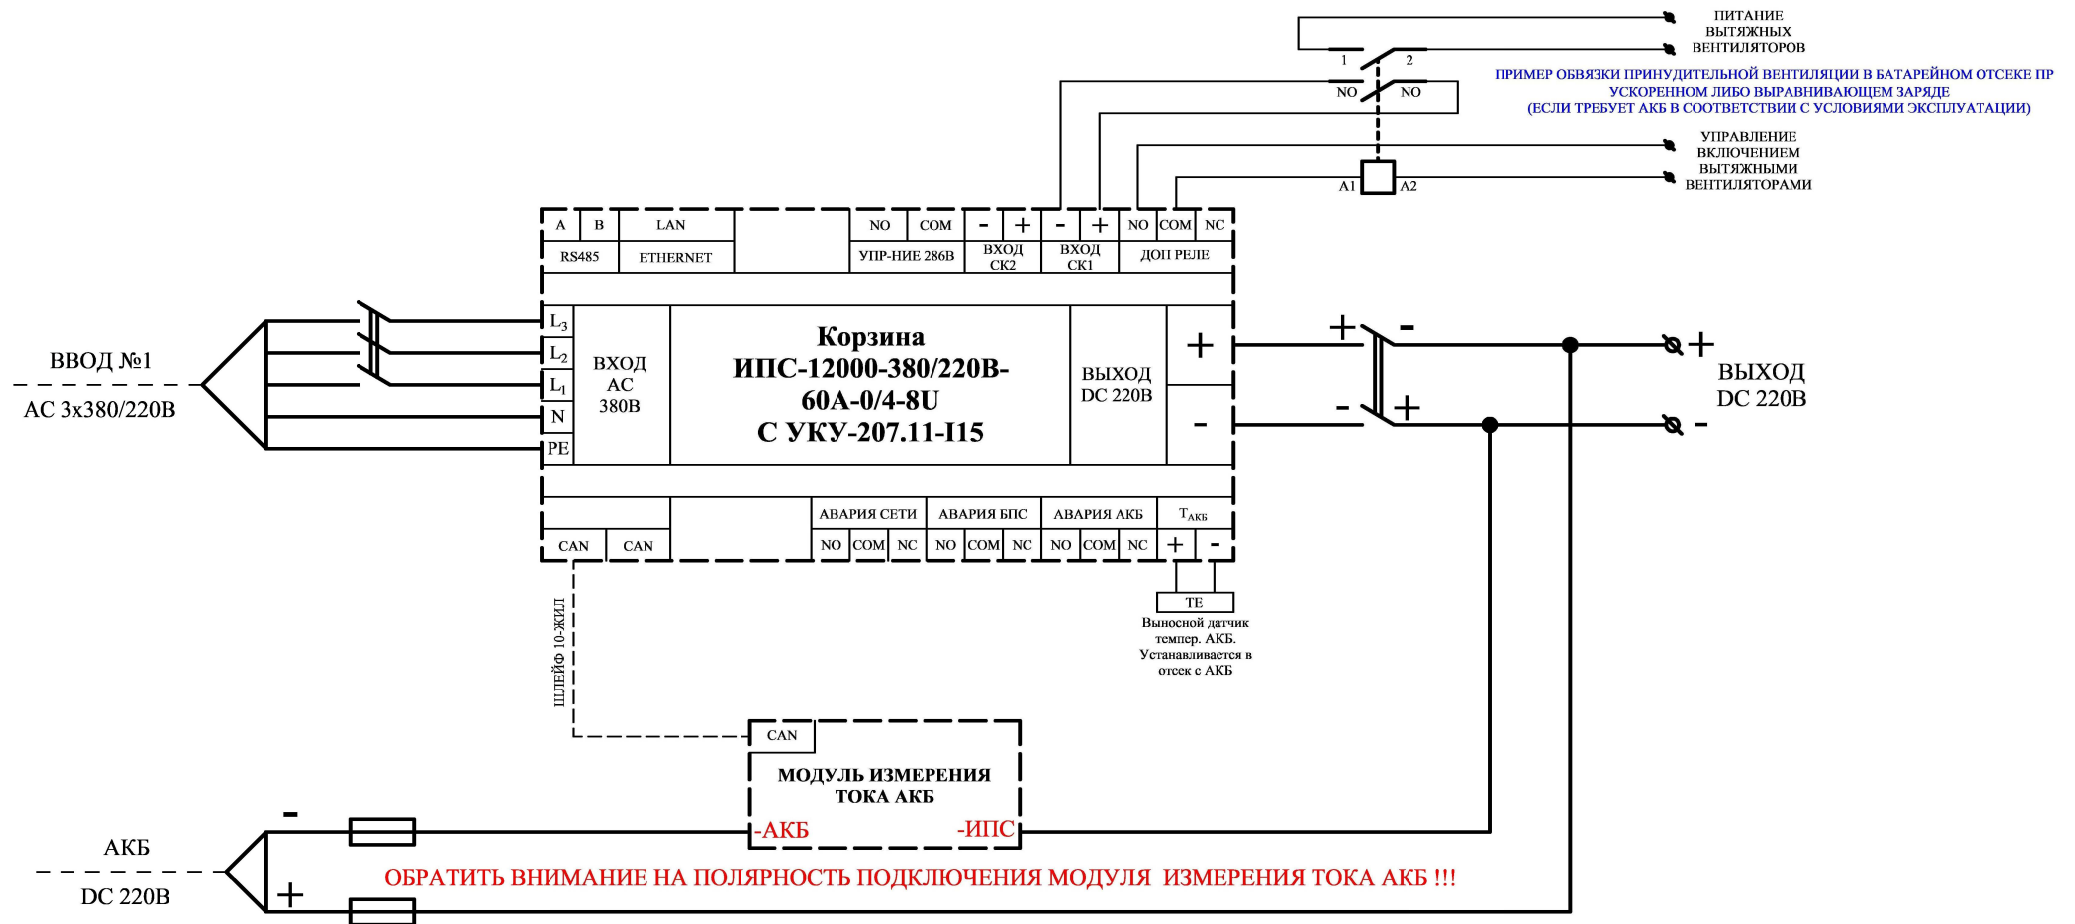 ПИТАНИЕ
ВЫТЯЖНЫХ
ВЕНТИЛЯТОРОВ
1 2
NO NO
ПРИМЕР ОБВЯЗКИ ПРИНУДИТЕЛЬНОЙ ВЕНТИЛЯЦИИ В БАТАРЕЙНОМ ОТСЕКЕ ПР
УСКОРЕННОМ ЛИБО ВЫРАВНИВАЮЩЕМ ЗАРЯДЕ
(ЕСЛИ ТРЕБУЕТ АКБ В СООТВЕТСТВИИ С УСЛОВИЯМИ ЭКСПЛУАТАЦИИ)
УПРАВЛЕНИЕ
ВКЛЮЧЕНИЕМ
ВЫТЯЖНЫМИ
ВЕНТИЛЯТОРАМИ
A1 A2
A B LAN NO COM - + - + NO COM NC
RS485 ETHERNET УПР-НИЕ 286В
ВХОД
СК2
ВХОД
СК1
ДОП РЕЛЕ
ВВОД №1
АС 3х380/220В
L3
L2
L1
N
PE
ВХОД
АС
380В
Корзина
ИПС-12000-380/220В-
60А-0/4-8U
С УКУ-207.11-I15
ВЫХОД
DC 220В
+
-
+ -
- +
+
-
ВЫХОД
DC 220В
АВАРИЯ СЕТИ АВАРИЯ БПС АВАРИЯ АКБ ТАКБ
CAN CAN NO COM NC NO COM NC NO COM NC + -
ШЛЕЙФ 10-ЖИЛ
TE
Выносной датчик
темпер. АКБ.
Устанавливается в
отсек с АКБ
CAN
МОДУЛЬ ИЗМЕРЕНИЯ
ТОКА АКБ
-АКБ -ИПС
-
АКБ
DC 220В
+
ОБРАТИТЬ ВНИМАНИЕ НА ПОЛЯРНОСТЬ ПОДКЛЮЧЕНИЯ МОДУЛЯ ИЗМЕРЕНИЯ ТОКА АКБ !!!